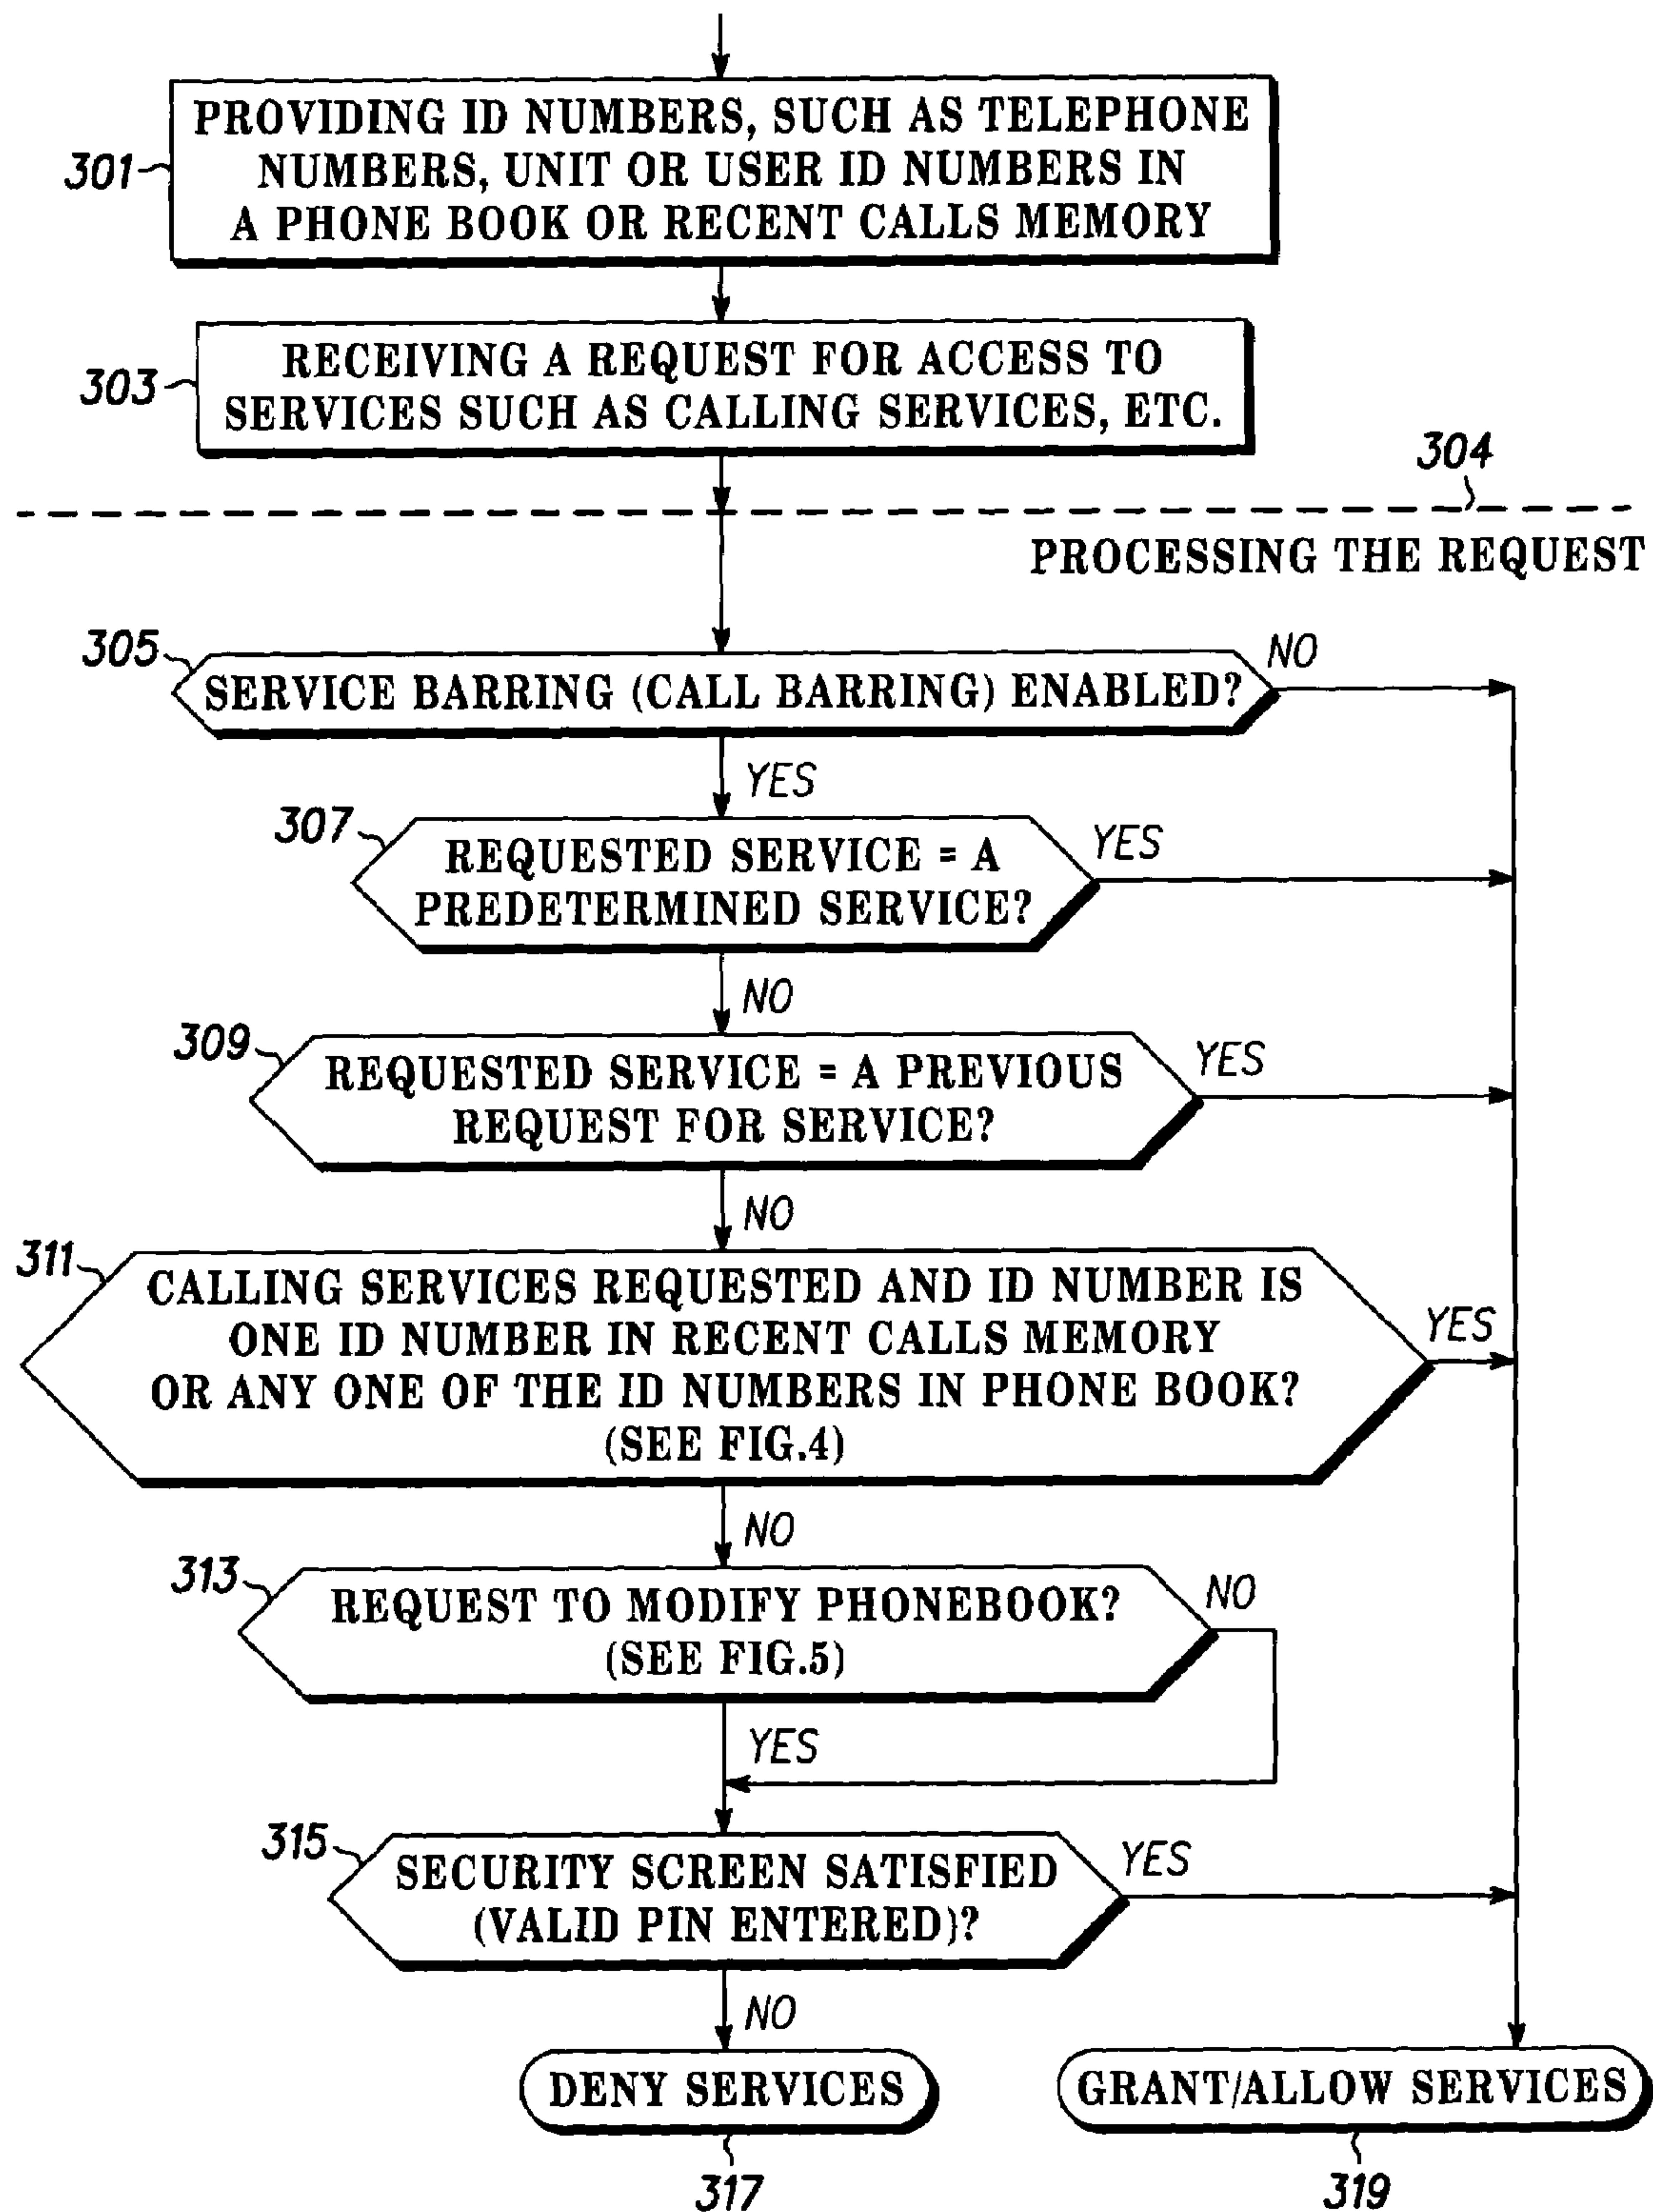 PROVIDING ID NUMBERS, SUCH AS TELEPHONE
NUMBERS, UNIT OR USER ID NUMBERS IN
A PHONE BOOK OR RECENT CALLS MEMORY
301
RECEIVING A REQUEST FOR ACCESS TO
SERVICES SUCH AS CALLING SERVICES, ETC.
303
304
PROCESSING THE REQUEST
305
SERVICE BARRING (CALL BARRING) ENABLED?
NO
YES
307
REQUESTED SERVICE = A
PREDETERMINED SERVICE?
YES
NO
309
REQUESTED SERVICE = A PREVIOUS
REQUEST FOR SERVICE?
YES
NO
311
CALLING SERVICES REQUESTED AND ID NUMBER IS
ONE ID NUMBER IN RECENT CALLS MEMORY
OR ANY ONE OF THE ID NUMBERS IN PHONE BOOK?
(SEE FIG.4)
YES
NO
313
REQUEST TO MODIFY PHONEBOOK?
(SEE FIG.5)
NO
YES
315
SECURITY SCREEN SATISFIED
(VALID PIN ENTERED)?
YES
NO
DENY SERVICES
GRANT/ALLOW SERVICES
317
319